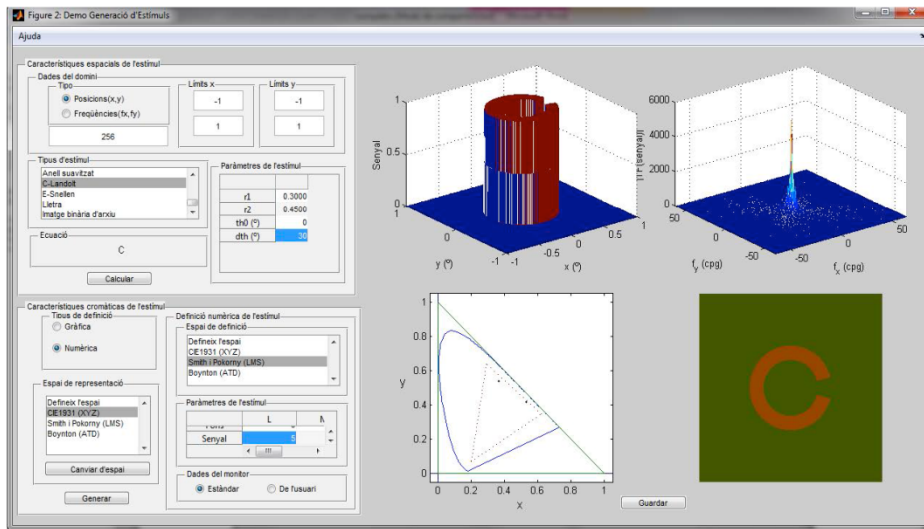 Figure 2: Demo Generació d'Estímuls
Ajuda
Característiques espacials de l'estímul
Dades del domini
Tipo
Posicions(x,y)
Freqüències(fx,fy)
256
Límits x
-1
1
Límits y
-1
1
Tipus d'estímul
Anell suavitzat
C-Landolt
E-Snellen
Lletra
Imatge binària d'arxiu
Paràmetres de l'estímul
r1 0.3000
r2 0.4500
th0 (º) 0
dth (º) 30
Ecuació
C
Calcular
Característiques cromàtiques de l'estímul
Tipus de definició
Gràfica
Numèrica
Espai de representació
Defineix l'espai
CIE1931 (XYZ)
Smith i Pokorny (LMS)
Boynton (ATD)
Canviar d'espai
Generar
Definició numèrica de l'estímul
Espai de definició
Defineix l'espai
CIE1931 (XYZ)
Smith i Pokorny (LMS)
Boynton (ATD)
Paràmetres de l'estímul
L
Senyal 5
Dades del monitor
Estàndar
De l'usuari
Senyal
1
0.5
0
1
0
-1
y (º)
-1
-0.5
0
0.5
1
x (º)
6000
4000
2000
0
50
0
-50
f_y (cpg)
-50
0
50
f_x (cpg)
1
0.8
0.6
0.4
0.2
0
y
0 0.2 0.4 0.6 0.8 1
x
Guardar